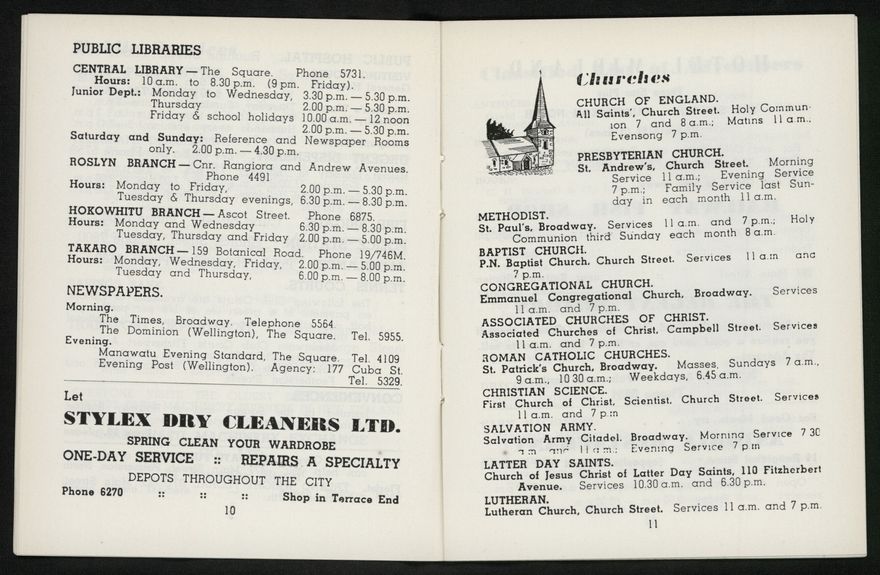 PUBLIC LIBRARIES
CENTRAL LIBRARY — The Square. Phone 5731.
Hours: 10 a.m. to 8.30 p.m. (9 pm. Friday).
Junior Dept.: Monday to Wednesday, 3.30 p.m. — 5.30 p.m.
Thursday 2.00 p.m. — 5.30 p.m.
Friday & school holidays 10.00 a.m. — 12 noon
2.00 p.m. — 5.30 p.m.
Saturday and Sunday: Reference and Newspaper Rooms
only. 2.00 p.m. — 4.30 p.m.
ROSLYN BRANCH — Cnr. Rangiora and Andrew Avenues.
Phone 4491
Hours: Monday to Friday, 2.00 p.m. — 5.30 p.m.
Tuesday & Thursday evenings, 6.30 p.m. — 8.30 p.m.
HOKOWHITU BRANCH — Ascot Street. Phone 6875.
Hours: Monday and Wednesday 6.30 p.m. — 8.30 p.m.
Tuesday, Thursday and Friday 2.00 p.m. — 5.00 p.m.
TAKARO BRANCH — 159 Botanical Road. Phone 19/746M.
Hours: Monday, Wednesday, Friday, 2.00 p.m. — 5.00 p.m.
Tuesday and Thursday, 6.00 p.m. — 8.00 p.m.
NEWSPAPERS.
Morning.
The Times, Broadway. Telephone 5564
The Dominion (Wellington), The Square. Tel. 5955.
Evening.
Manawatu Evening Standard, The Square. Tel. 4109
Evening Post (Wellington). Agency: 177 Cuba St.
Tel. 5329.
Let
STYLEX DRY CLEANERS LTD.
SPRING CLEAN YOUR WARDROBE
ONE-DAY SERVICE :: REPAIRS A SPECIALTY
DEPOTS THROUGHOUT THE CITY
Phone 6270 :: :: :: Shop in Terrace End
10
Churches
CHURCH OF ENGLAND.
All Saints', Church Street. Holy Commun-
ion 7 and 8 a.m.; Matins 11 a.m.,
Evensong 7 p.m.
PRESBYTERIAN CHURCH.
St. Andrew's, Church Street. Morning
Service 11 a.m.; Evening Service
7 p.m.; Family Service last Sun-
day in each month 11 a.m.
METHODIST.
St. Paul's, Broadway. Services 11 a.m. and 7 p.m.; Holy
Communion third Sunday each month 8 a.m.
BAPTIST CHURCH.
P.N. Baptist Church, Church Street. Services 11 a.m and
7 p.m.
CONGREGATIONAL CHURCH.
Emmanuel Congregational Church, Broadway. Services
11 a.m. and 7 p.m.
ASSOCIATED CHURCHES OF CHRIST.
Associated Churches of Christ, Campbell Street. Services
11 a.m. and 7 p.m.
ROMAN CATHOLIC CHURCHES.
St. Patrick's Church, Broadway. Masses, Sundays 7 a.m.,
9 a.m., 10 30 a.m.; Weekdays, 6.45 a.m.
CHRISTIAN SCIENCE.
First Church of Christ, Scientist, Church Street. Services
11 a.m. and 7 p.m
SALVATION ARMY.
Salvation Army Citadel, Broadway. Morning Service 7 30
a.m. and 11 a.m.; Evening Service 7 p m
LATTER DAY SAINTS.
Church of Jesus Christ of Latter Day Saints, 110 Fitzherbert
Avenue. Services 10.30 a.m. and 6.30 p.m.
LUTHERAN.
Lutheran Church, Church Street. Services 11 a.m. and 7 p.m.
11